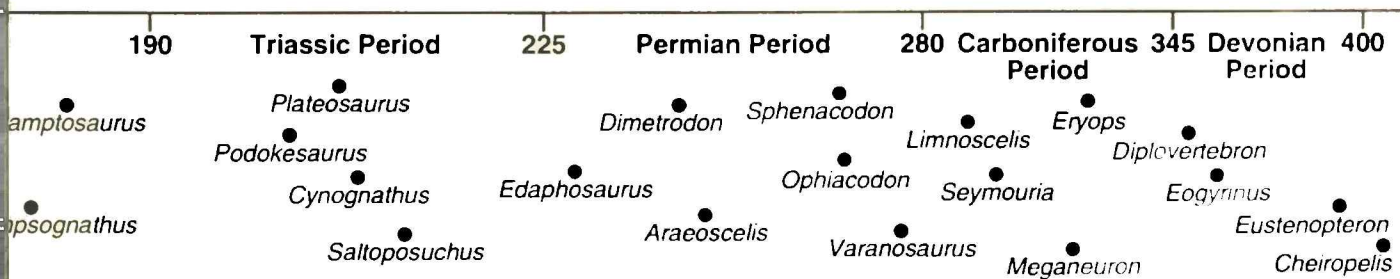 190 Triassic Period 225 Permian Period 280 Carboniferous Period 345 Devonian Period 400
Plateosaurus
amptosaurus
Dimetrodon
Sphenacodon
Eryops
Limnoscelis
Podokesaurus
Diplovertebron
Cynognathus
Edaphosaurus
Ophiacodon
Seymouria
Eogyrinus
npsognathus
Araeoscelis
Eustenopteron
Saltoposuchus
Varanosaurus
Meganeuron
Cheiropelis